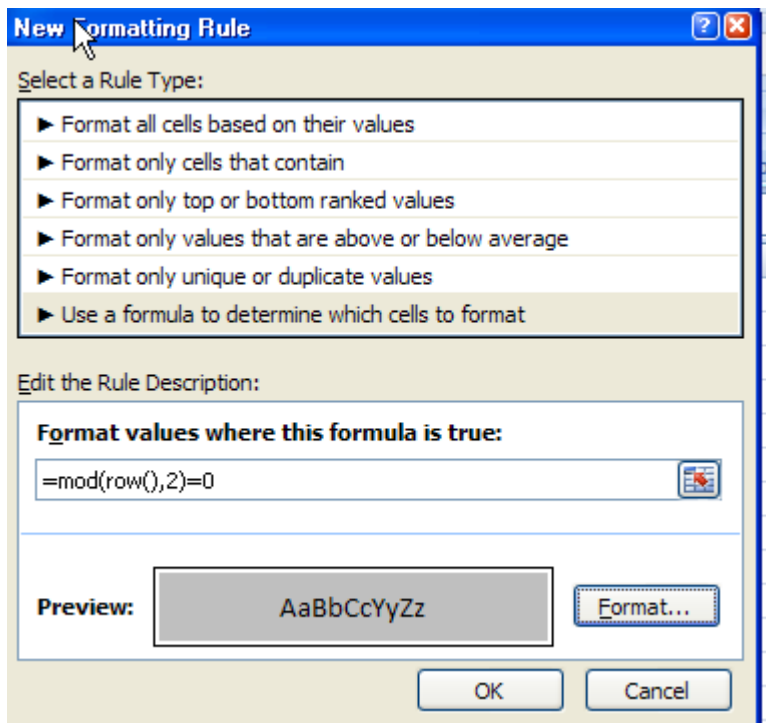 New Formatting Rule
Select a Rule Type:
► Format all cells based on their values
► Format only cells that contain
► Format only top or bottom ranked values
► Format only values that are above or below average
► Format only unique or duplicate values
► Use a formula to determine which cells to format
Edit the Rule Description:
Format values where this formula is true:
=mod(row(),2)=0
Preview: AaBbCcYyZz Format...
OK Cancel